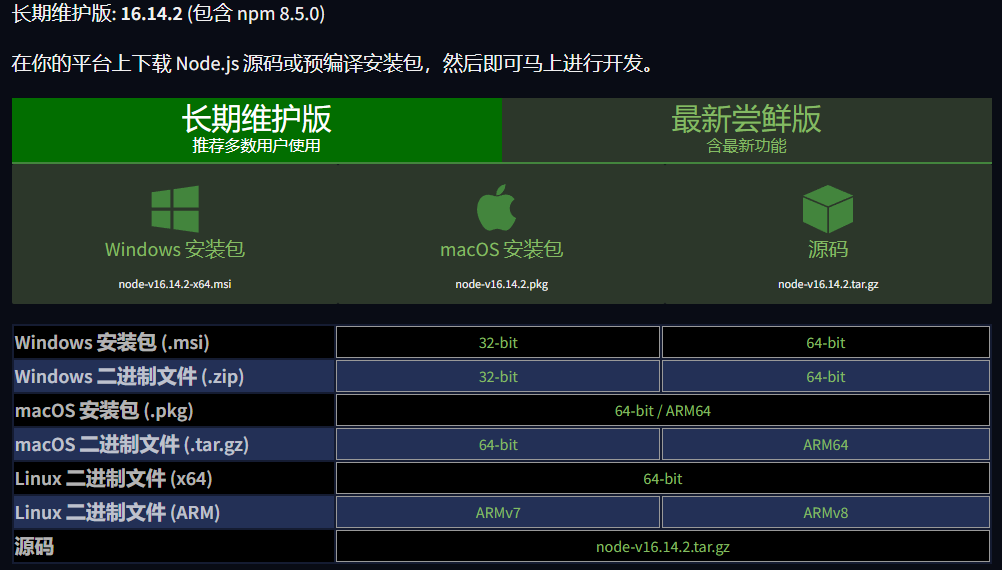 长期维护版: 16.14.2 (包含 npm 8.5.0)
在你的平台上下载 Node.js 源码或预编译安装包，然后即可马上进行开发。
长期维护版 最新尝鲜版
推荐多数用户使用 含最新功能
Windows 安装包 macOS 安装包 源码
node-v16.14.2-x64.msi node-v16.14.2.pkg node-v16.14.2.tar.gz
Windows 安装包 (.msi) 32-bit 64-bit
Windows 二进制文件 (.zip) 32-bit 64-bit
macOS 安装包 (.pkg) 64-bit / ARM64
macOS 二进制文件 (.tar.gz) 64-bit ARM64
Linux 二进制文件 (x64) 64-bit
Linux 二进制文件 (ARM) ARMv7 ARMv8
源码 node-v16.14.2.tar.gz